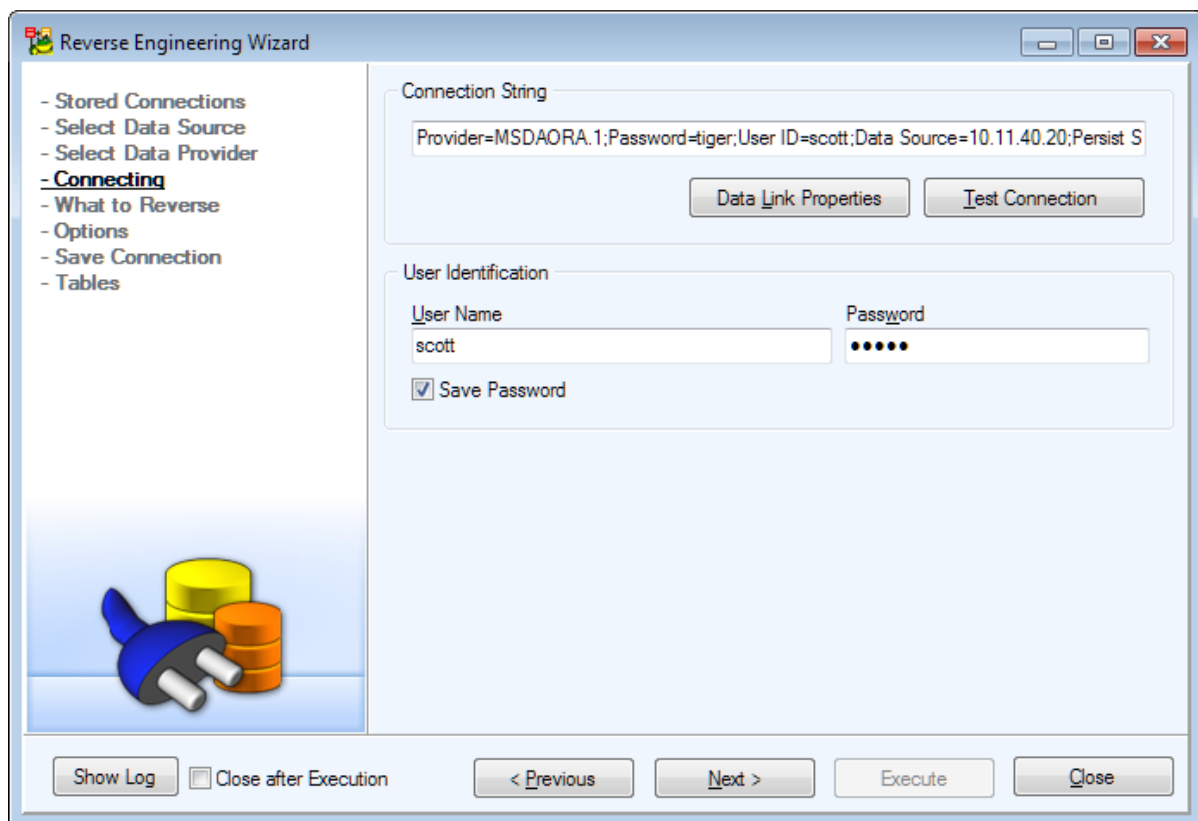 Reverse Engineering Wizard
- Stored Connections
- Select Data Source
- Select Data Provider
- Connecting
- What to Reverse
- Options
- Save Connection
- Tables
Connection String
Provider=MSDAORA.1;Password=tiger;User ID=scott;Data Source=10.11.40.20;Persist S
Data Link Properties
Test Connection
User Identification
User Name
Password
scott
•••••
Save Password
Show Log
Close after Execution
< Previous
Next >
Execute
Close